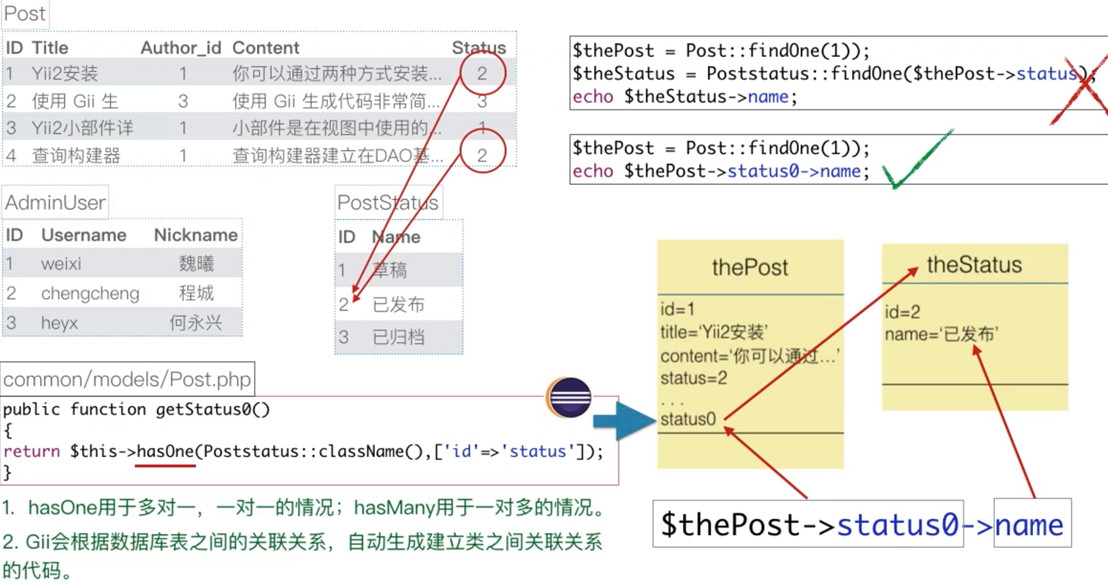 Post
ID Title Author_id Content Status
1 Yii2安装 1 你可以通过两种方式安装... 2
2 使用 Gii 生 3 使用 Gii 生成代码非常简... 3
3 Yii2小部件详 1 小部件是在视图中使用的... 1
4 查询构建器 1 查询构建器建立在DAO基... 2
AdminUser
ID Username Nickname
1 weixi 魏曦
2 chengcheng 程城
3 heyx 何永兴
PostStatus
ID Name
1 草稿
2 已发布
3 已归档
common/models/Post.php
public function getStatus0()
{
return $this->hasOne(Poststatus::className(),['id'=>'status']);
}
1. hasOne用于多对一，一对一的情况；hasMany用于一对多的情况。
2. Gii会根据数据库表之间的关联关系，自动生成建立类之间关联关系
的代码。
$thePost = Post::findOne(1));
$theStatus = Poststatus::findOne($thePost->status);
echo $theStatus->name;
$thePost = Post::findOne(1));
echo $thePost->status0->name;
thePost
id=1
title='Yii2安装'
content='你可以通过...'
status=2
. . .
status0
theStatus
id=2
name='已发布'
$thePost->status0->name